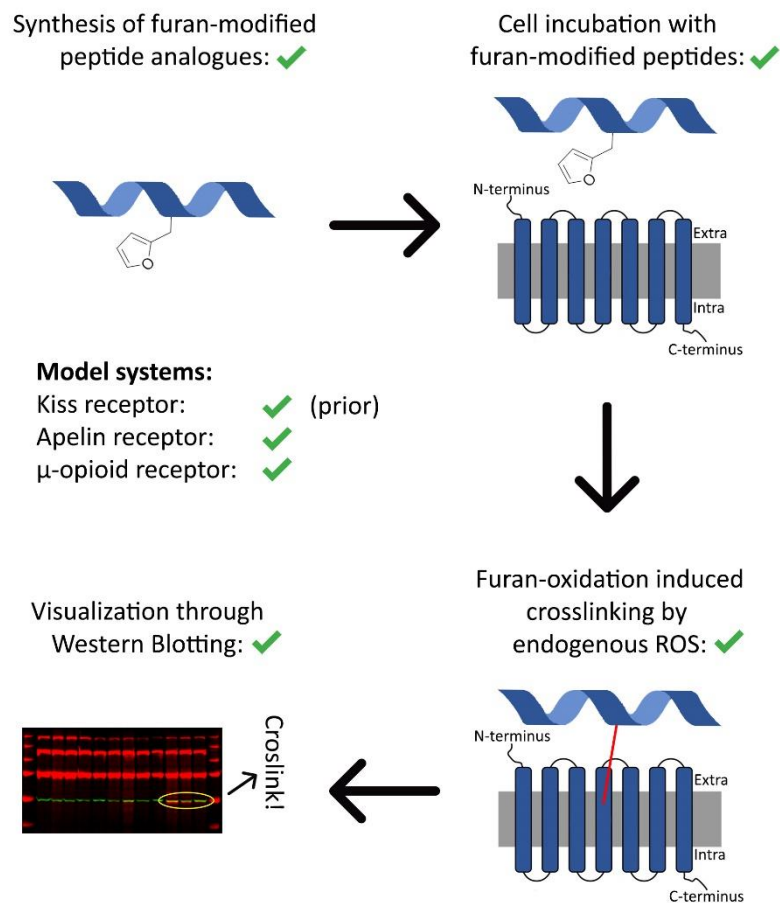 Synthesis of furan-modified
peptide analogues: ✓
Cell incubation with
furan-modified peptides: ✓
O
O
N-terminus
Extra
Intra
C-terminus
Model systems:
Kiss receptor: ✓ (prior)
Apelin receptor: ✓
μ-opioid receptor: ✓
Furan-oxidation induced
crosslinking by
endogenous ROS: ✓
N-terminus
Extra
Intra
C-terminus
Visualization through
Western Blotting: ✓
Croslink!